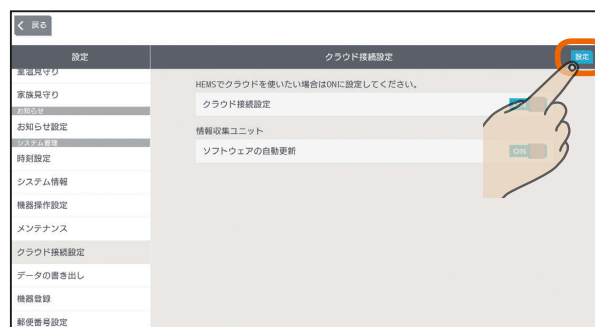 戻る
設定
クラウド接続設定
設定
室温見守り
家族見守り
お知らせ
お知らせ設定
システム管理
時刻設定
システム情報
機器操作設定
メンテナンス
クラウド接続設定
データの書き出し
機器登録
郵便番号設定
HEMSでクラウドを使いたい場合はONに設定してください。
クラウド接続設定
情報収集ユニット
ソフトウェアの自動更新
ON